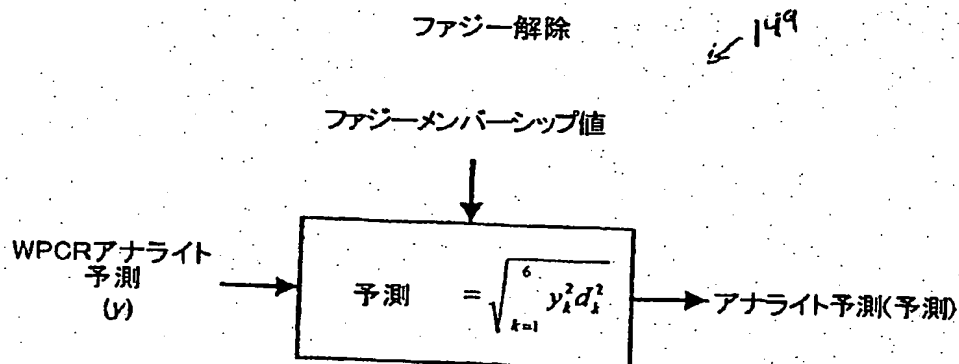 ファジー解除
149
ファジーメンバーシップ値
WPCRアナライト
予測
(y)
予測 = √ 6 k=1 y_k^2 d_k^2
アナライト予測(予測)